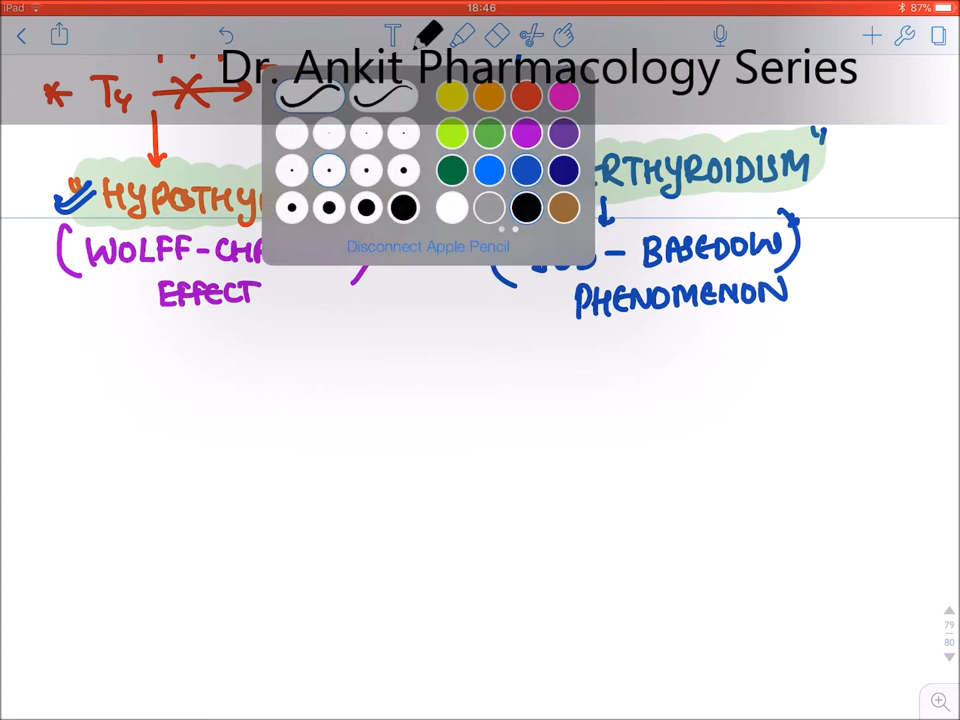 iPad 18:46 87%
T
Dr. Ankit Pharmacology Series
* T4
"HYPOTHY ERTHYROIDISM"
(WOLFF-CHA - BASEDOW)
EFFECT PHENOMENON
Disconnect Apple Pencil
79
80